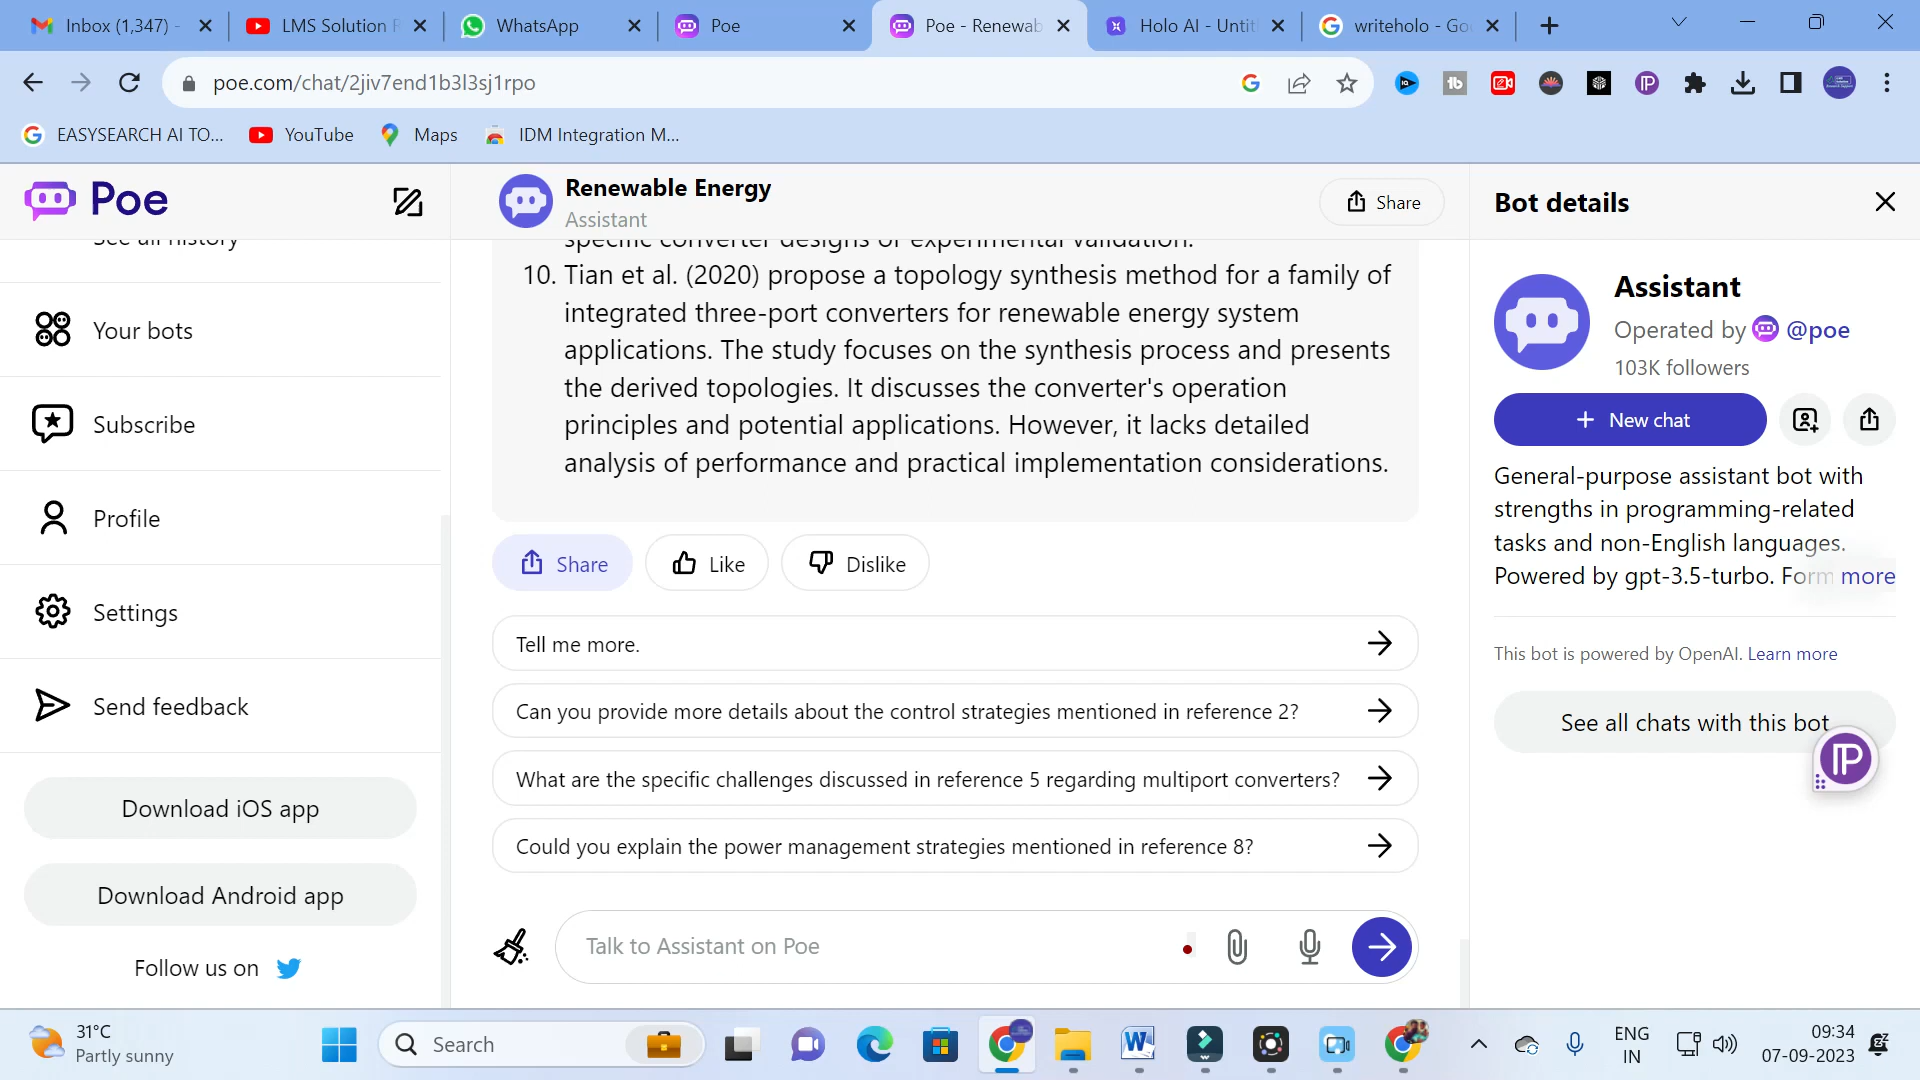 Inbox (1,347) -
LMS Solution
WhatsApp
Poe
Poe - Renewab
Holo AI - Untit
writeholo - Go
poe.com/chat/2jiv7end1b3l3sj1rpo
EASYSEARCH AI TO...
YouTube
Maps
IDM Integration M...
Poe
Renewable Energy
Assistant
Share
Bot details
See all history
Your bots
Subscribe
Profile
Settings
Send feedback
Download iOS app
Download Android app
Follow us on
specific converter designs or experimental validation.
10. Tian et al. (2020) propose a topology synthesis method for a family of
integrated three-port converters for renewable energy system
applications. The study focuses on the synthesis process and presents
the derived topologies. It discusses the converter's operation
principles and potential applications. However, it lacks detailed
analysis of performance and practical implementation considerations.
Share
Like
Dislike
Tell me more.
Can you provide more details about the control strategies mentioned in reference 2?
What are the specific challenges discussed in reference 5 regarding multiport converters?
Could you explain the power management strategies mentioned in reference 8?
Talk to Assistant on Poe
Assistant
Operated by @poe
103K followers
New chat
General-purpose assistant bot with
strengths in programming-related
tasks and non-English languages.
Powered by gpt-3.5-turbo. Form more
This bot is powered by OpenAI. Learn more
See all chats with this bot
31°C
Partly sunny
Search
ENG
IN
09:34
07-09-2023